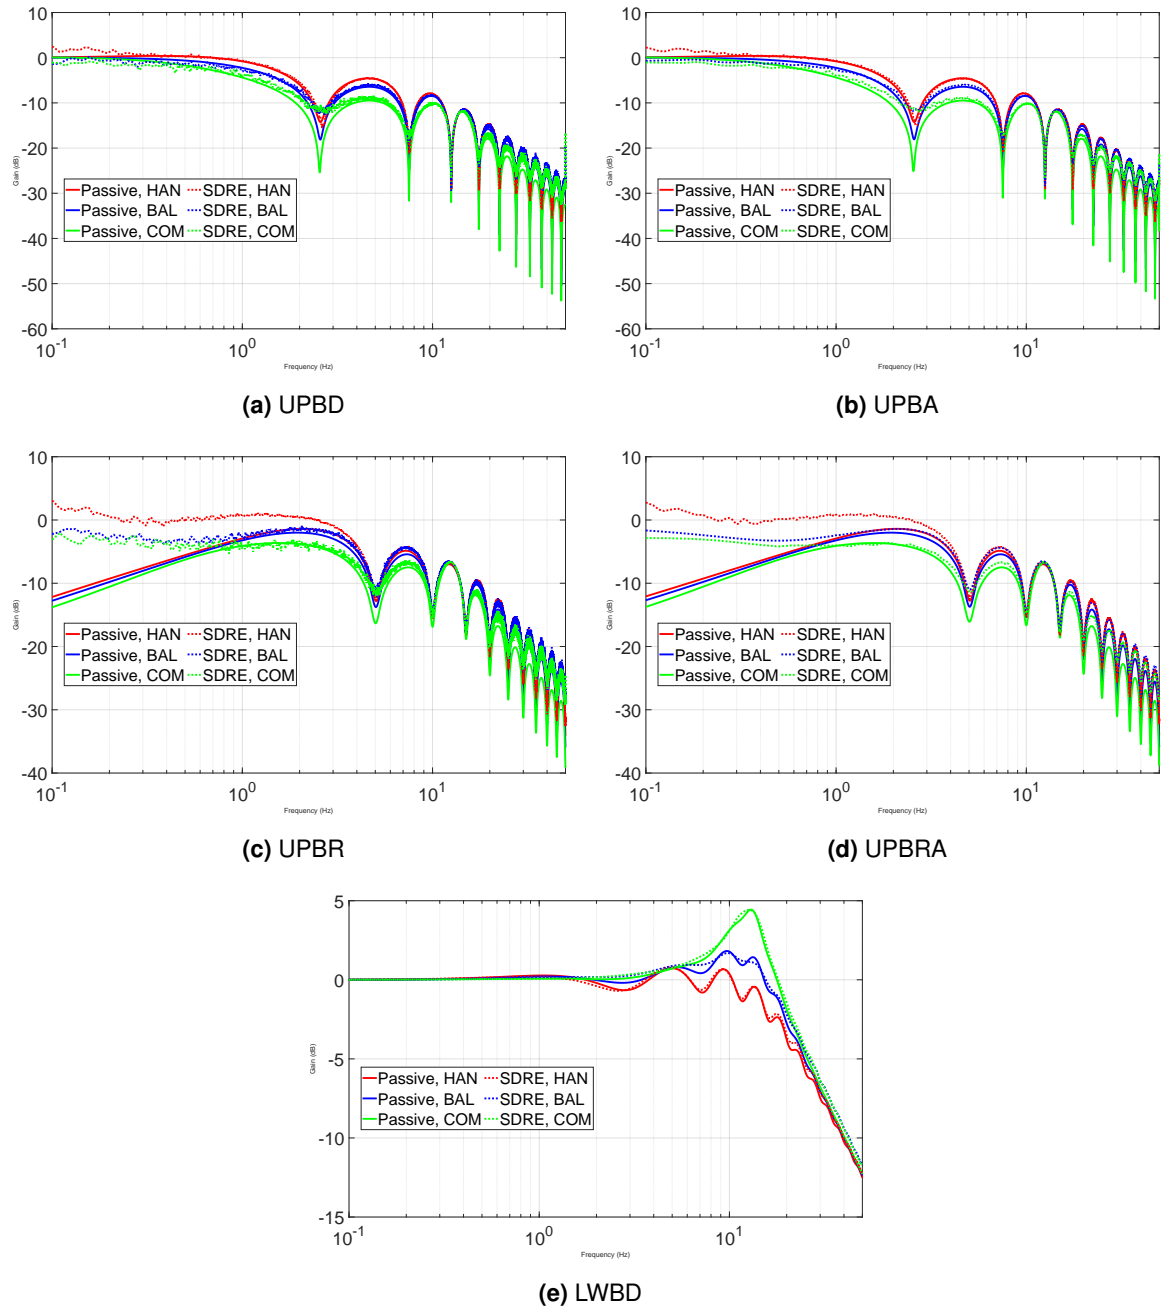 10
0
-10
-20
-30
-40
-50
-60
Gain (dB)
Passive, HAN SDRE, HAN
Passive, BAL SDRE, BAL
Passive, COM SDRE, COM
10-1 100 101
Frequency (Hz)
(a) UPBD
10
0
-10
-20
-30
-40
-50
-60
Gain (dB)
Passive, HAN SDRE, HAN
Passive, BAL SDRE, BAL
Passive, COM SDRE, COM
10-1 100 101
Frequency (Hz)
(b) UPBA
10
0
-10
-20
-30
-40
Gain (dB)
Passive, HAN SDRE, HAN
Passive, BAL SDRE, BAL
Passive, COM SDRE, COM
10-1 100 101
Frequency (Hz)
(c) UPBR
10
0
-10
-20
-30
-40
Gain (dB)
Passive, HAN SDRE, HAN
Passive, BAL SDRE, BAL
Passive, COM SDRE, COM
10-1 100 101
Frequency (Hz)
(d) UPBRA
5
0
-5
-10
-15
Gain (dB)
Passive, HAN SDRE, HAN
Passive, BAL SDRE, BAL
Passive, COM SDRE, COM
10-1 100 101
Frequency (Hz)
(e) LWBD